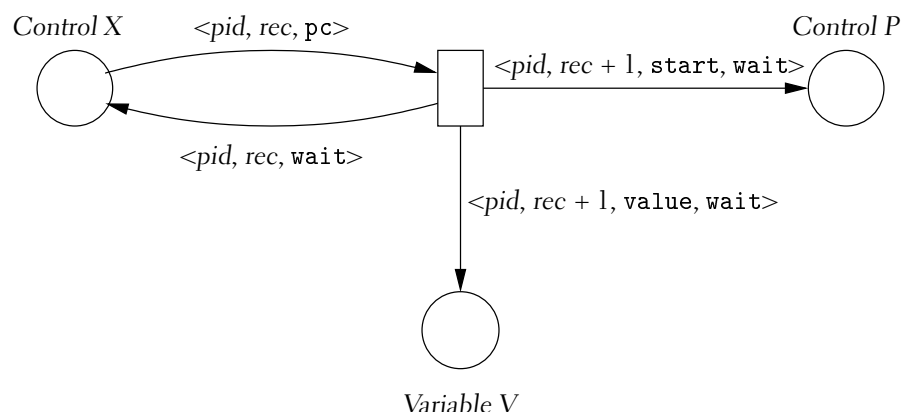 Control X
<pid, rec, pc>
Control P
<pid, rec + 1, start, wait>
<pid, rec, wait>
<pid, rec + 1, value, wait>
Variable V